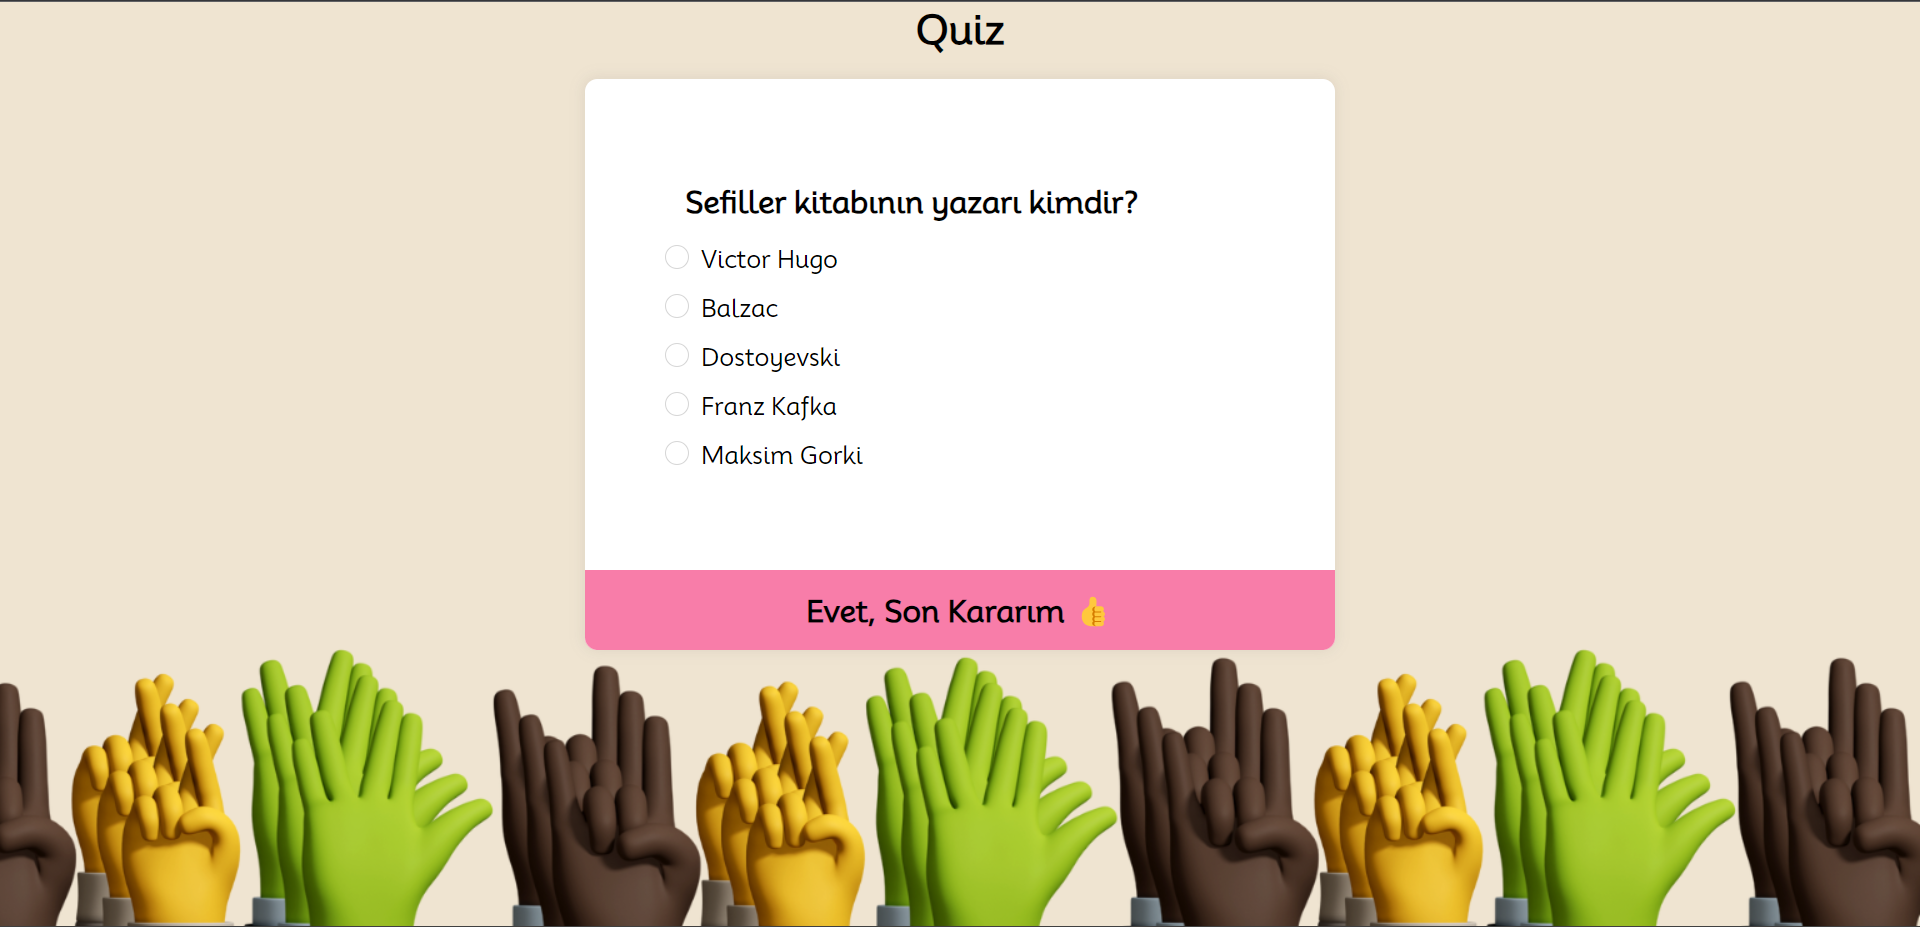 Quiz
Sefiller kitabının yazarı kimdir?
Victor Hugo
Balzac
Dostoyevski
Franz Kafka
Maksim Gorki
Evet, Son Kararım 👍